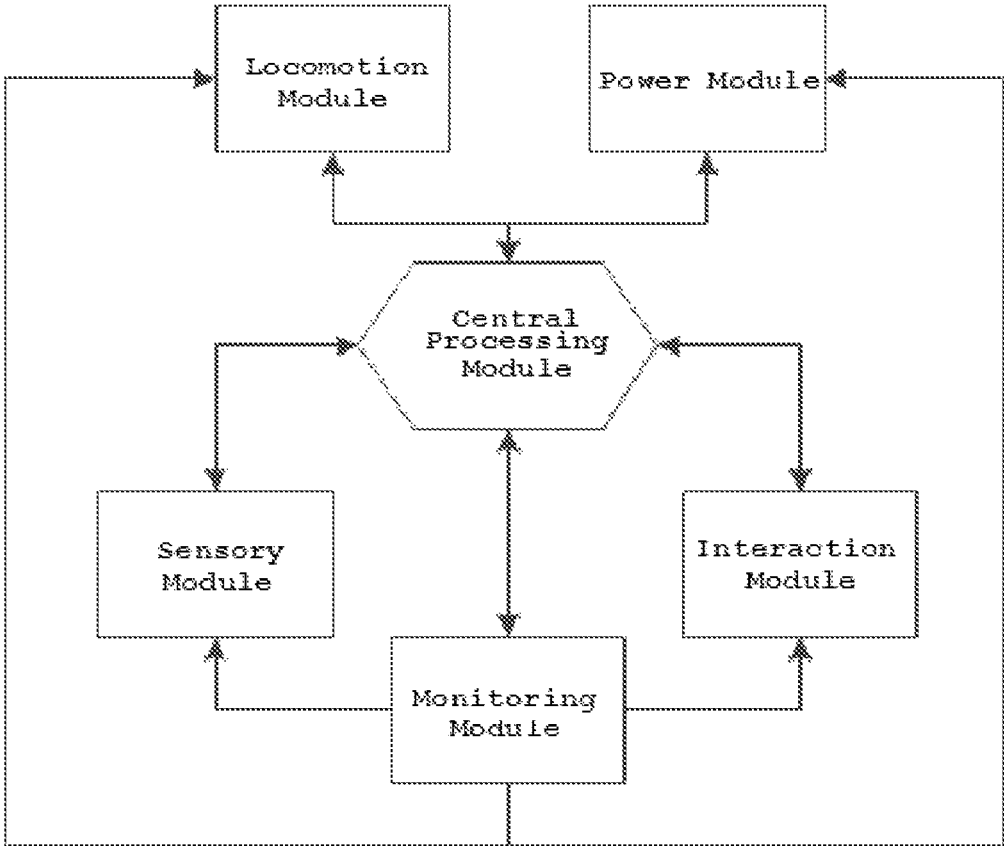 Locomotion
Module
Power Module
Central
Processing
Module
Sensory
Module
Interaction
Module
Monitoring
Module